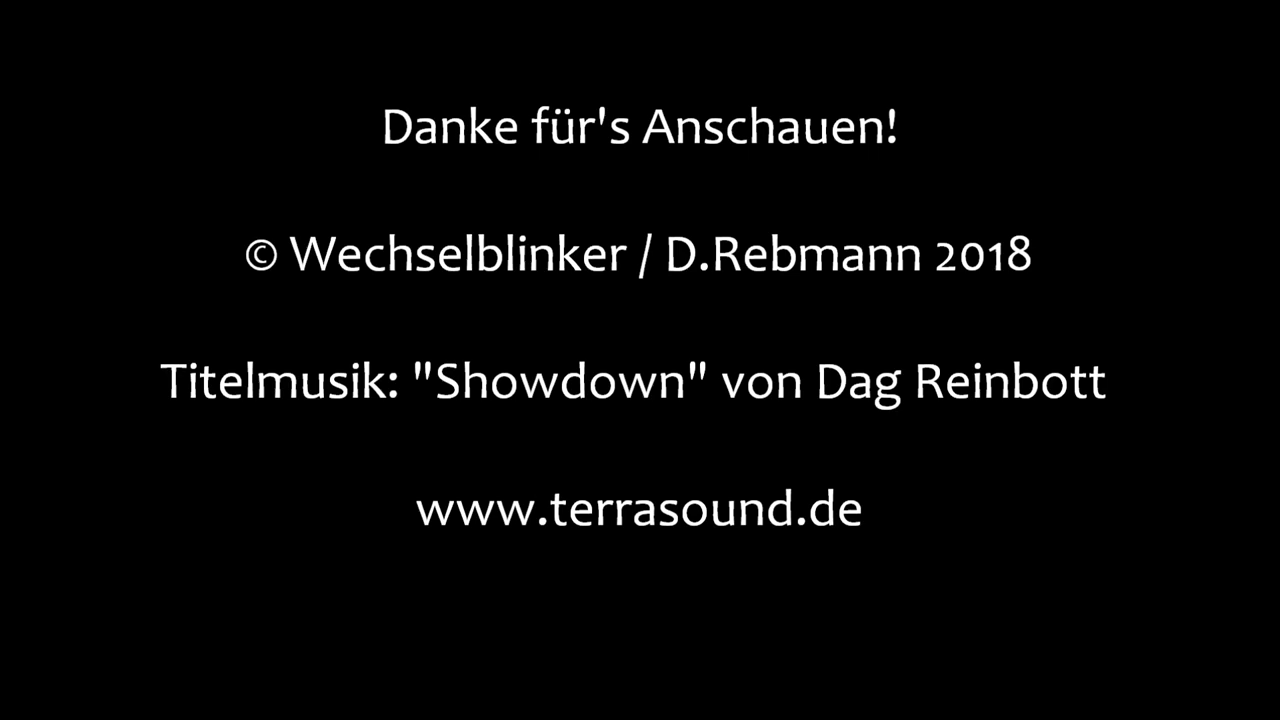 Danke für's Anschauen!
© Wechselblinker / D.Rebmann 2018
Titelmusik: "Showdown" von Dag Reinbott
www.terrasound.de